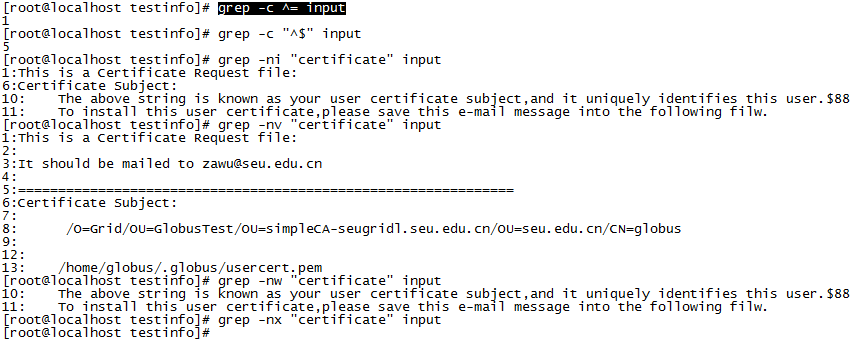 [root@localhost testinfo]# grep -c ^= input
1
[root@localhost testinfo]# grep -c "^$" input
5
[root@localhost testinfo]# grep -ni "certificate" input
1:This is a Certificate Request file:
6:Certificate Subject:
10:    The above string is known as your user certificate subject,and it uniquely identifies this user.$88
11:    To install this user certificate,please save this e-mail message into the following filw.
[root@localhost testinfo]# grep -nv "certificate" input
1:This is a Certificate Request file:
2:
3:It should be mailed to zawu@seu.edu.cn
4:
5:==============================================================
6:Certificate Subject:
7:
8:      /O=Grid/OU=GlobusTest/OU=simpleCA-seugridl.seu.edu.cn/OU=seu.edu.cn/CN=globus
9:
12:
13:    /home/globus/.globus/usercert.pem
[root@localhost testinfo]# grep -nw "certificate" input
10:    The above string is known as your user certificate subject,and it uniquely identifies this user.$88
11:    To install this user certificate,please save this e-mail message into the following filw.
[root@localhost testinfo]# grep -nx "certificate" input
[root@localhost testinfo]#